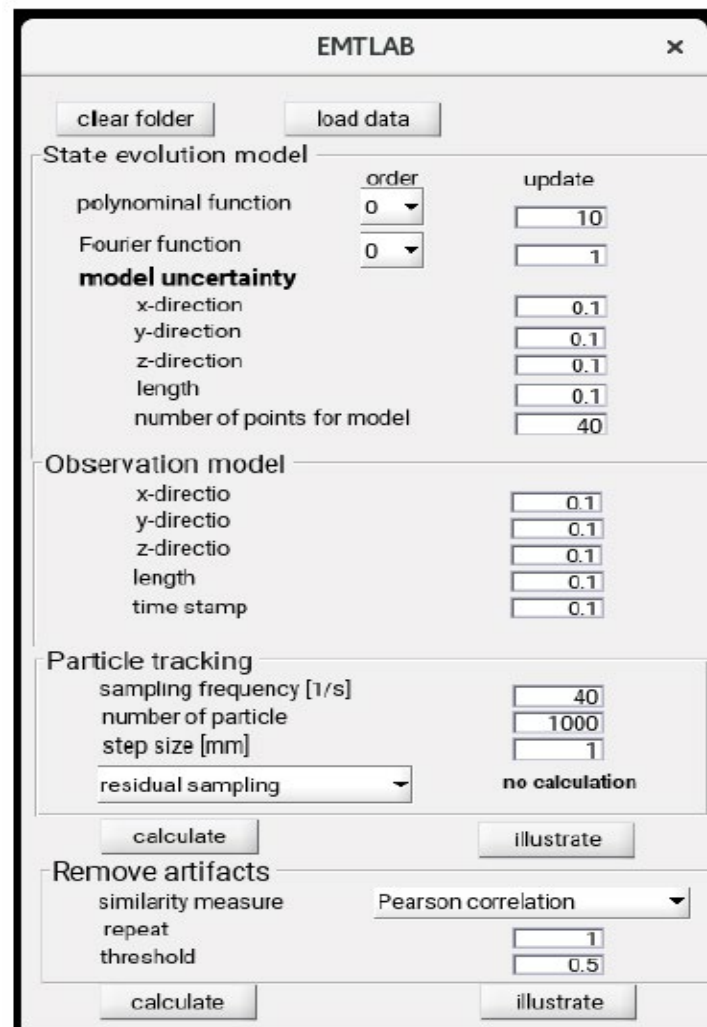 EMTLAB ×
clear folder load data
State evolution model
order update
polynominal function 0 10
Fourier function 0 1
model uncertainty
x-direction 0.1
y-direction 0.1
z-direction 0.1
length 0.1
number of points for model 40
Observation model
x-directio 0.1
y-directio 0.1
z-directio 0.1
length 0.1
time stamp 0.1
Particle tracking
sampling frequency [1/s] 40
number of particle 1000
step size [mm] 1
residual sampling no calculation
calculate illustrate
Remove artifacts
similarity measure Pearson correlation
repeat 1
threshold 0.5
calculate illustrate